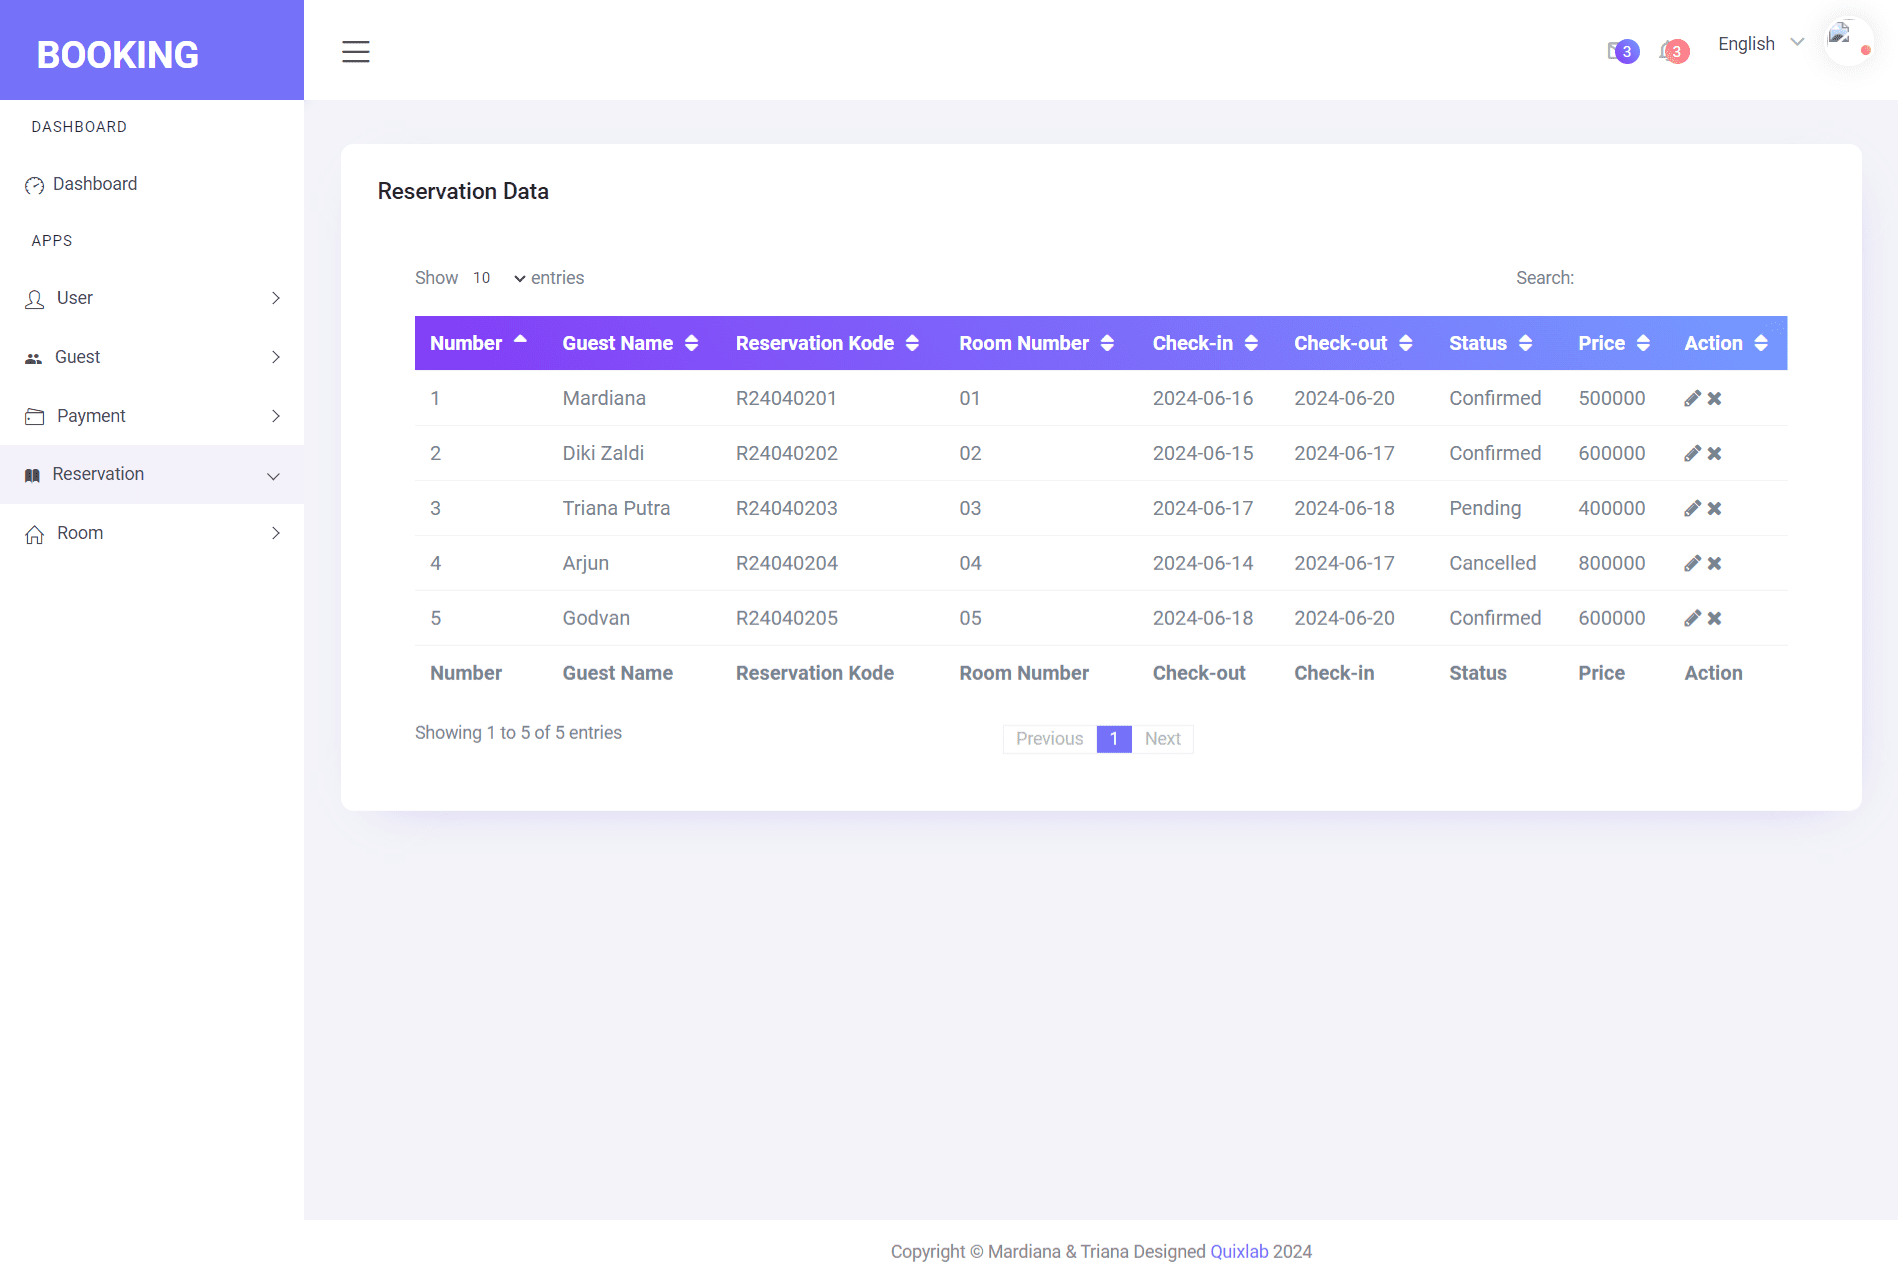 BOOKING
3
3
English
DASHBOARD
Dashboard
APPS
User
Guest
Payment
Reservation
Room
Reservation Data
Show 10 entries
Search:
Number Guest Name Reservation Kode Room Number Check-in Check-out Status Price Action
1 Mardiana R24040201 01 2024-06-16 2024-06-20 Confirmed 500000
2 Diki Zaldi R24040202 02 2024-06-15 2024-06-17 Confirmed 600000
3 Triana Putra R24040203 03 2024-06-17 2024-06-18 Pending 400000
4 Arjun R24040204 04 2024-06-14 2024-06-17 Cancelled 800000
5 Godvan R24040205 05 2024-06-18 2024-06-20 Confirmed 600000
Number Guest Name Reservation Kode Room Number Check-out Check-in Status Price Action
Showing 1 to 5 of 5 entries
Previous 1 Next
Copyright © Mardiana & Triana Designed Quixlab 2024